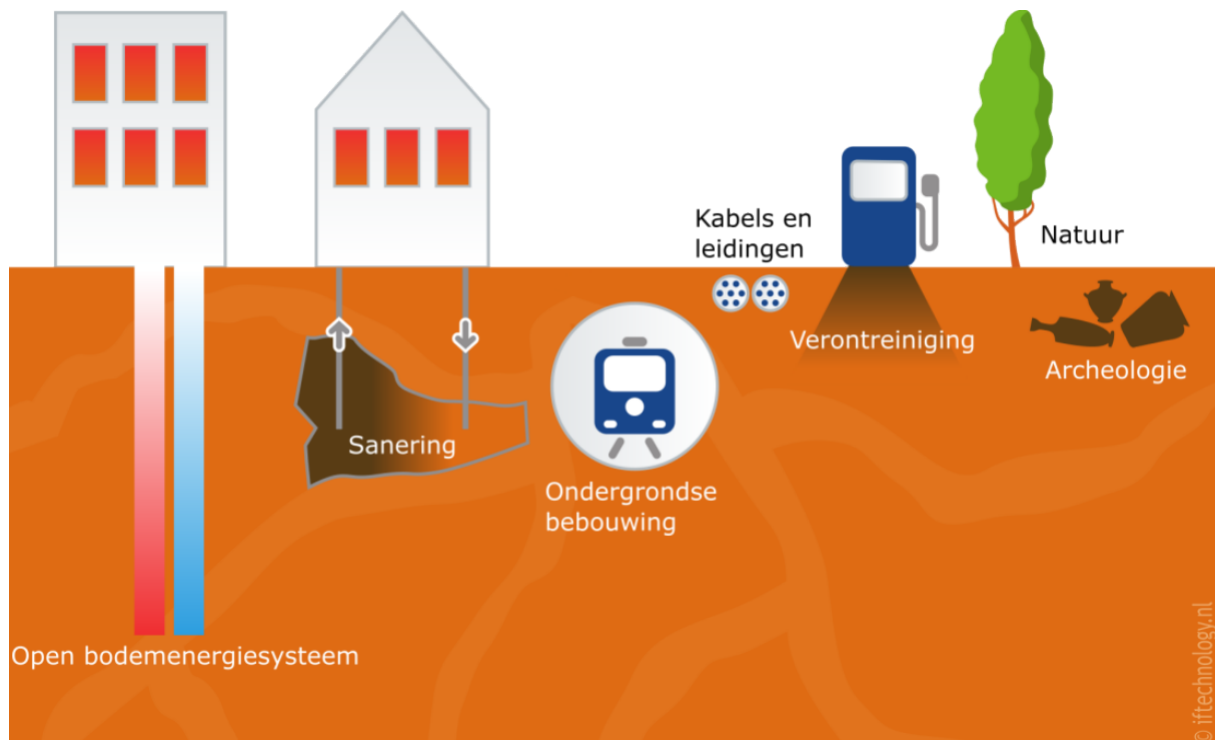 Kabels en
leidingen
Natuur
Verontreiniging
Archeologie
Sanering
Ondergrondse
bebouwing
Open bodemenergiesysteem
© iftechnology.nl